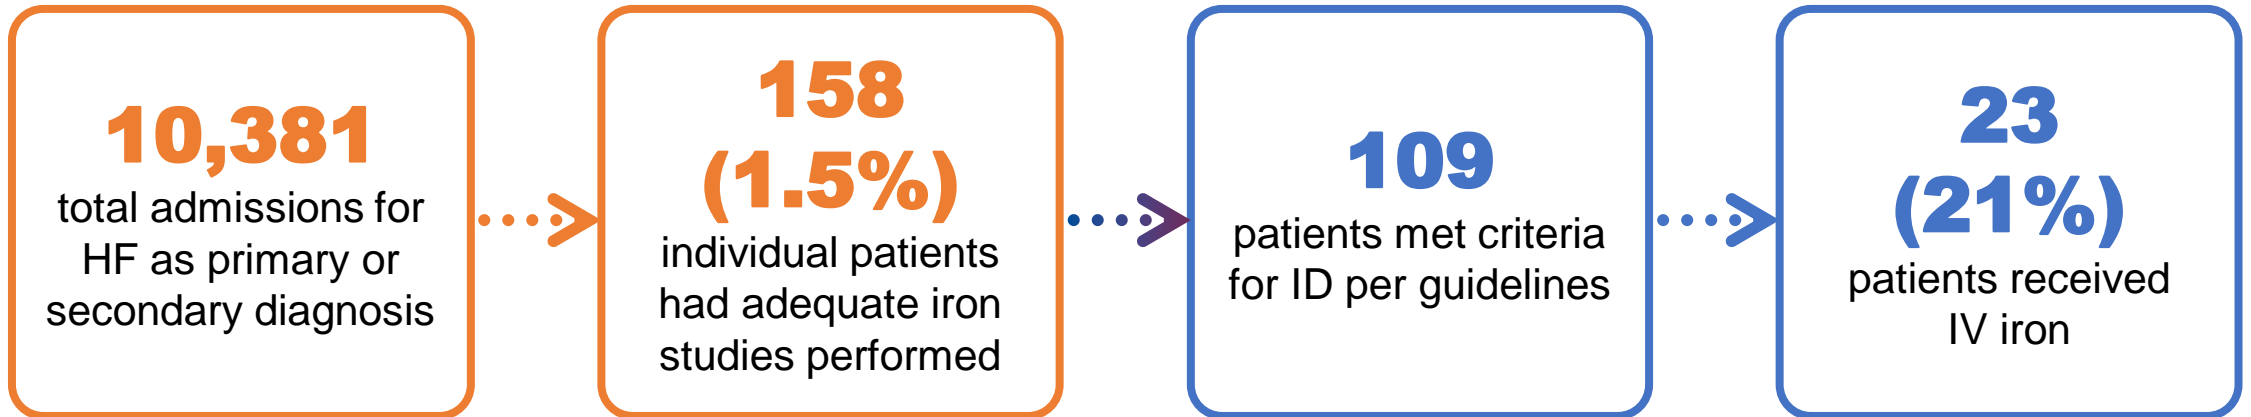 10,381
total admissions for
HF as primary or
secondary diagnosis
158
(1.5%)
individual patients
had adequate iron
studies performed
109
patients met criteria
for ID per guidelines
23
(21%)
patients received
IV iron